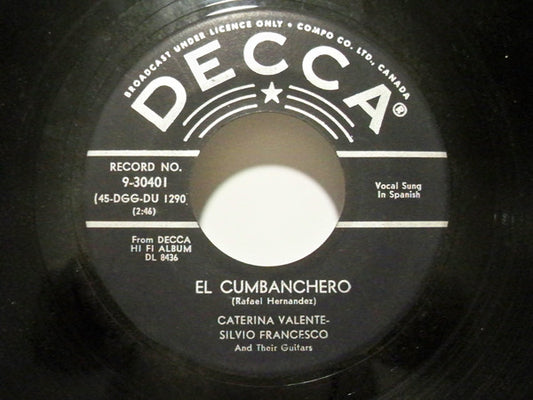 BROADCAST UNDER LICENCE ONLY • COMPO CO. LTD., CANADA
DECCA®
RECORD NO.
9-30401
(45-DGG-DU 1290)
(2:46)
Vocal Sung
In Spanish
From DECCA
HI FI ALBUM
DL 8436
EL CUMBANCHERO
(Rafael Hernandez)
CATERINA VALENTE-
SILVIO FRANCESCO
And Their Guitars